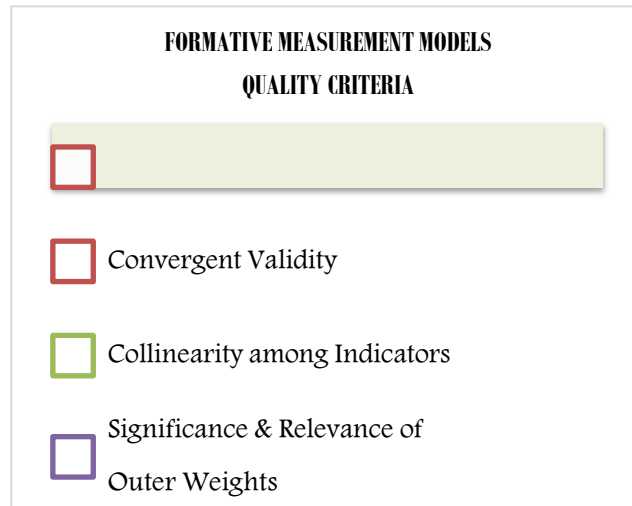 FORMATIVE MEASUREMENT MODELS
QUALITY CRITERIA
Convergent Validity
Collinearity among Indicators
Significance & Relevance of
Outer Weights